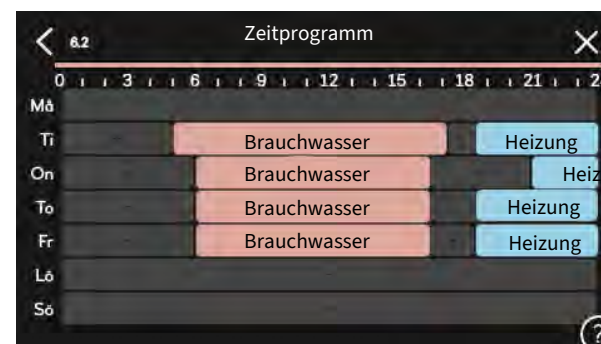 6.2 Zeitprogramm
0 3 6 9 12 15 18 21 2
Må
Ti Brauchwasser Heizung
On Brauchwasser Heiz
To Brauchwasser Heizung
Fr Brauchwasser Heizung
Lö
Sö
?